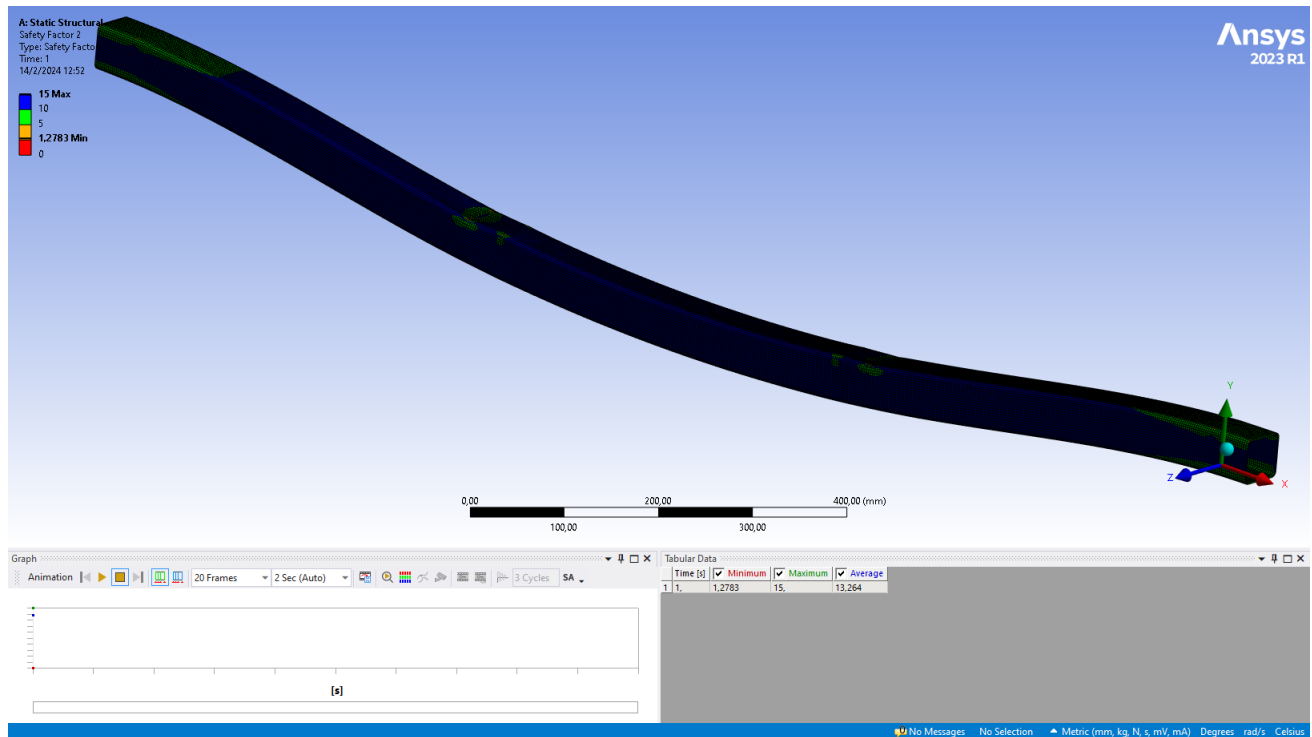 A: Static Structural
Safety Factor 2
Type: Safety Facto
Time: 1
14/2/2024 12:52
15 Max
10
5
1,2783 Min
0
Ansys
2023 R1
Y
Z
X
0,00 200,00 400,00 (mm)
100,00 300,00
Graph
Animation 20 Frames 2 Sec (Auto) 3 Cycles SA
[s]
Tabular Data
Time [s] Minimum Maximum Average
1 1, 1,2783 15, 13,264
No Messages No Selection Metric (mm, kg, N, s, mV, mA) Degrees rad/s Celsius